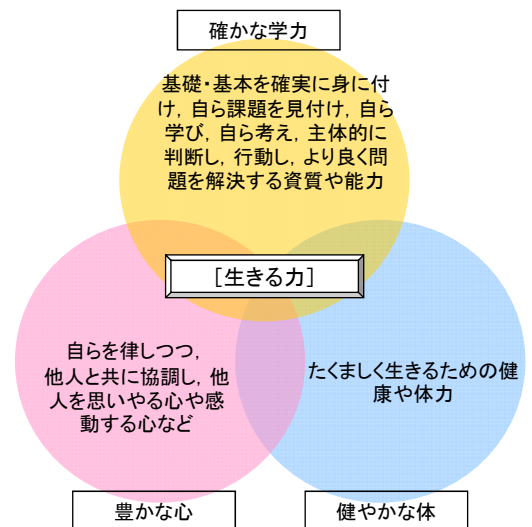 確かな学力
基礎・基本を確実に身に付
け，自ら課題を見付け，自ら
学び，自ら考え，主体的に
判断し，行動し，より良く問
題を解決する資質や能力
［生きる力］
自らを律しつつ，
他人と共に協調し，他
人を思いやる心や感
動する心など
たくましく生きるための健
康や体力
豊かな心
健やかな体